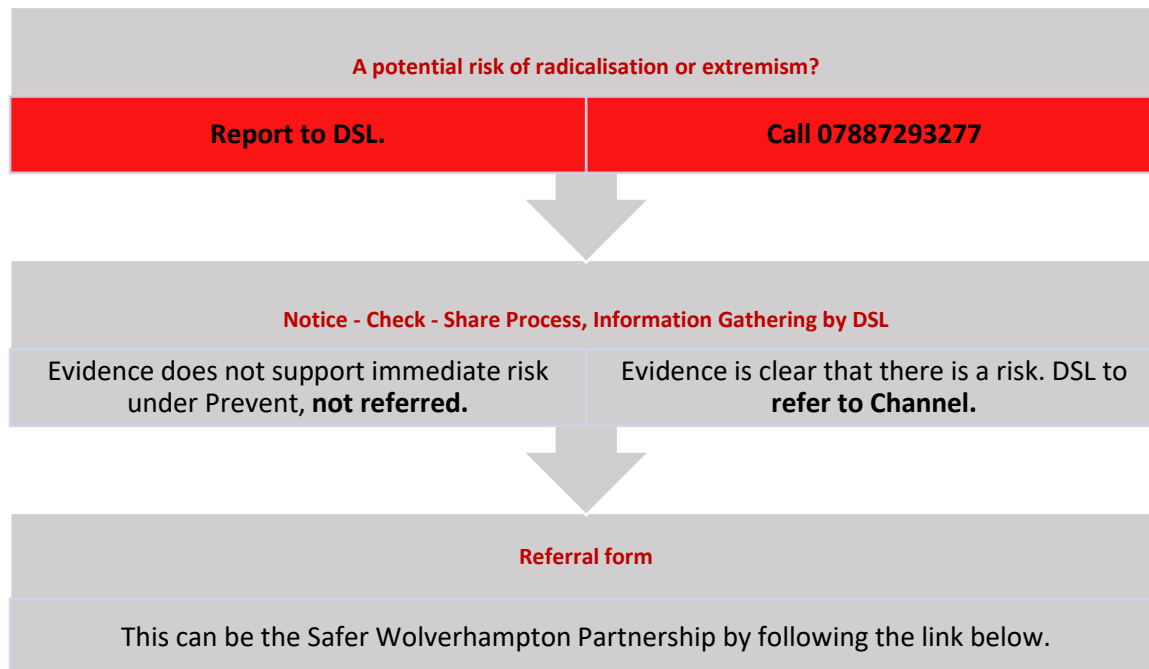 A potential risk of radicalisation or extremism?
Report to DSL.
Call 07887293277
Notice - Check - Share Process, Information Gathering by DSL
Evidence does not support immediate risk
under Prevent, not referred.
Evidence is clear that there is a risk. DSL to
refer to Channel.
Referral form
This can be the Safer Wolverhampton Partnership by following the link below.